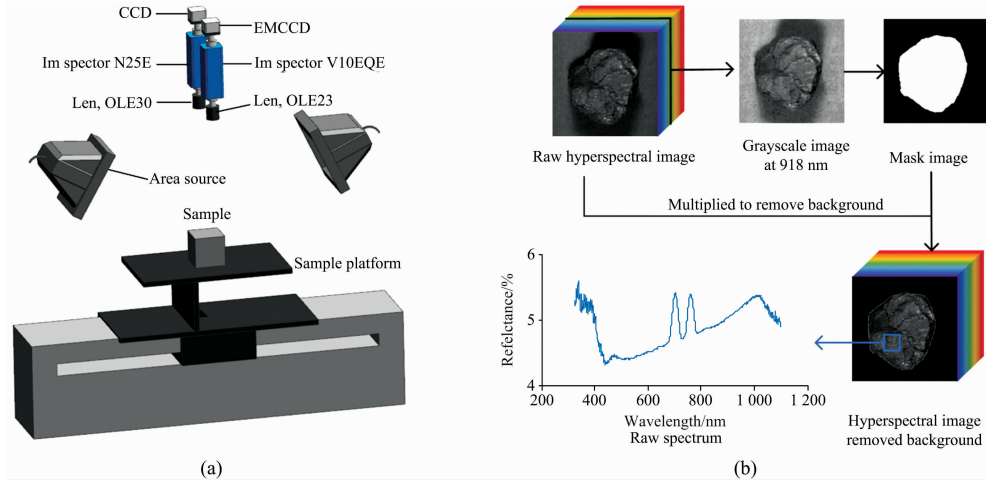 CCD
EMCCD
Im spector N25E
Im spector V10EQE
Len, OLE30
Len, OLE23
Area source
Sample
Sample platform
(a)
Raw hyperspectral image
Grayscale image
at 918 nm
Mask image
Multiplied to remove background
6
5
4
Refelctance/%
200
400
600
800
1 000
1 200
Wavelength/nm
Raw spectrum
Hyperspectral image
removed background
(b)